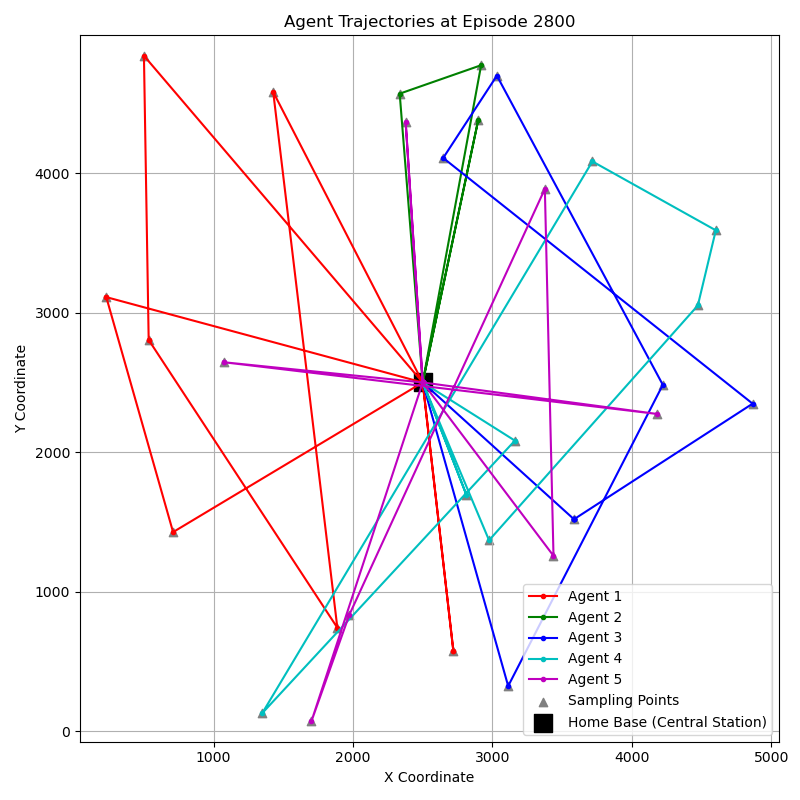 Agent Trajectories at Episode 2800
Y Coordinate
4000
3000
2000
1000
0
1000
2000
3000
4000
5000
X Coordinate
Agent 1
Agent 2
Agent 3
Agent 4
Agent 5
Sampling Points
Home Base (Central Station)